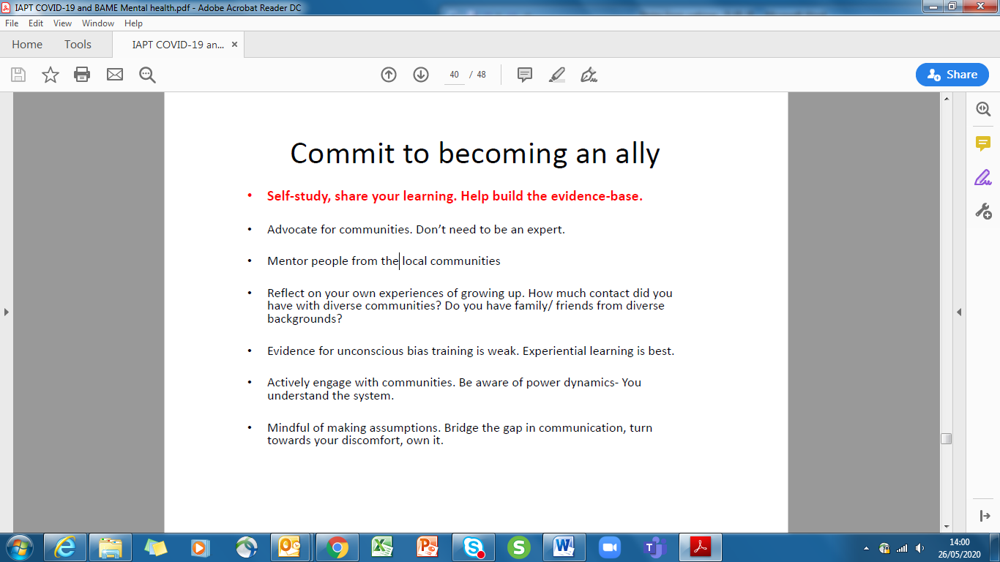 IAPT COVID-19 and BAME Mental health.pdf - Adobe Acrobat Reader DC
File Edit View Window Help
Home Tools IAPT COVID-19 an... ×
40 / 48
Share
Commit to becoming an ally
• Self-study, share your learning. Help build the evidence-base.
• Advocate for communities. Don’t need to be an expert.
• Mentor people from the local communities
• Reflect on your own experiences of growing up. How much contact did you
have with diverse communities? Do you have family/ friends from diverse
backgrounds?
• Evidence for unconscious bias training is weak. Experiential learning is best.
• Actively engage with communities. Be aware of power dynamics- You
understand the system.
• Mindful of making assumptions. Bridge the gap in communication, turn
towards your discomfort, own it.
14:00
26/05/2020